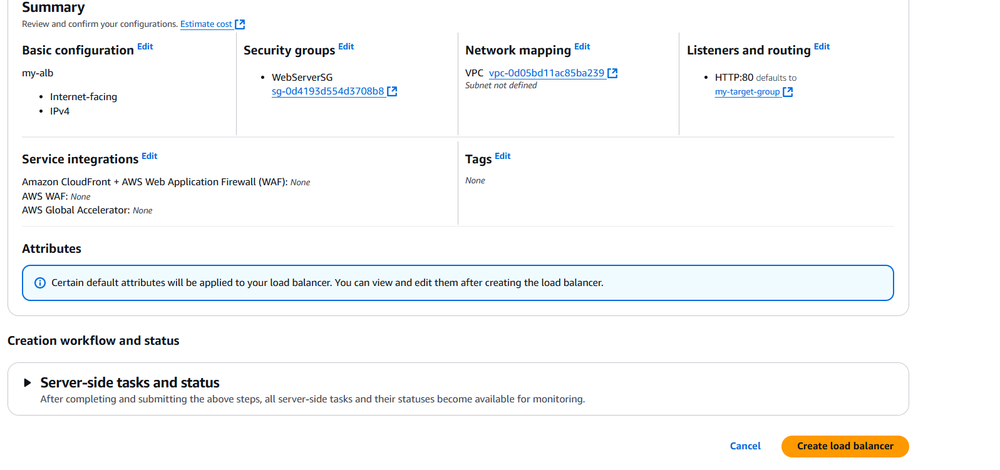 Summary
Review and confirm your configurations. Estimate cost
Basic configuration Edit
my-alb
• Internet-facing
• IPv4
Security groups Edit
• WebServerSG
sg-0d4193d554d3708b8
Network mapping Edit
VPC vpc-0d05bd11ac85ba239
Subnet not defined
Listeners and routing Edit
• HTTP:80 defaults to
my-target-group
Service integrations Edit
Amazon CloudFront + AWS Web Application Firewall (WAF): None
AWS WAF: None
AWS Global Accelerator: None
Tags Edit
None
Attributes
Certain default attributes will be applied to your load balancer. You can view and edit them after creating the load balancer.
Creation workflow and status
Server-side tasks and status
After completing and submitting the above steps, all server-side tasks and their statuses become available for monitoring.
Cancel
Create load balancer